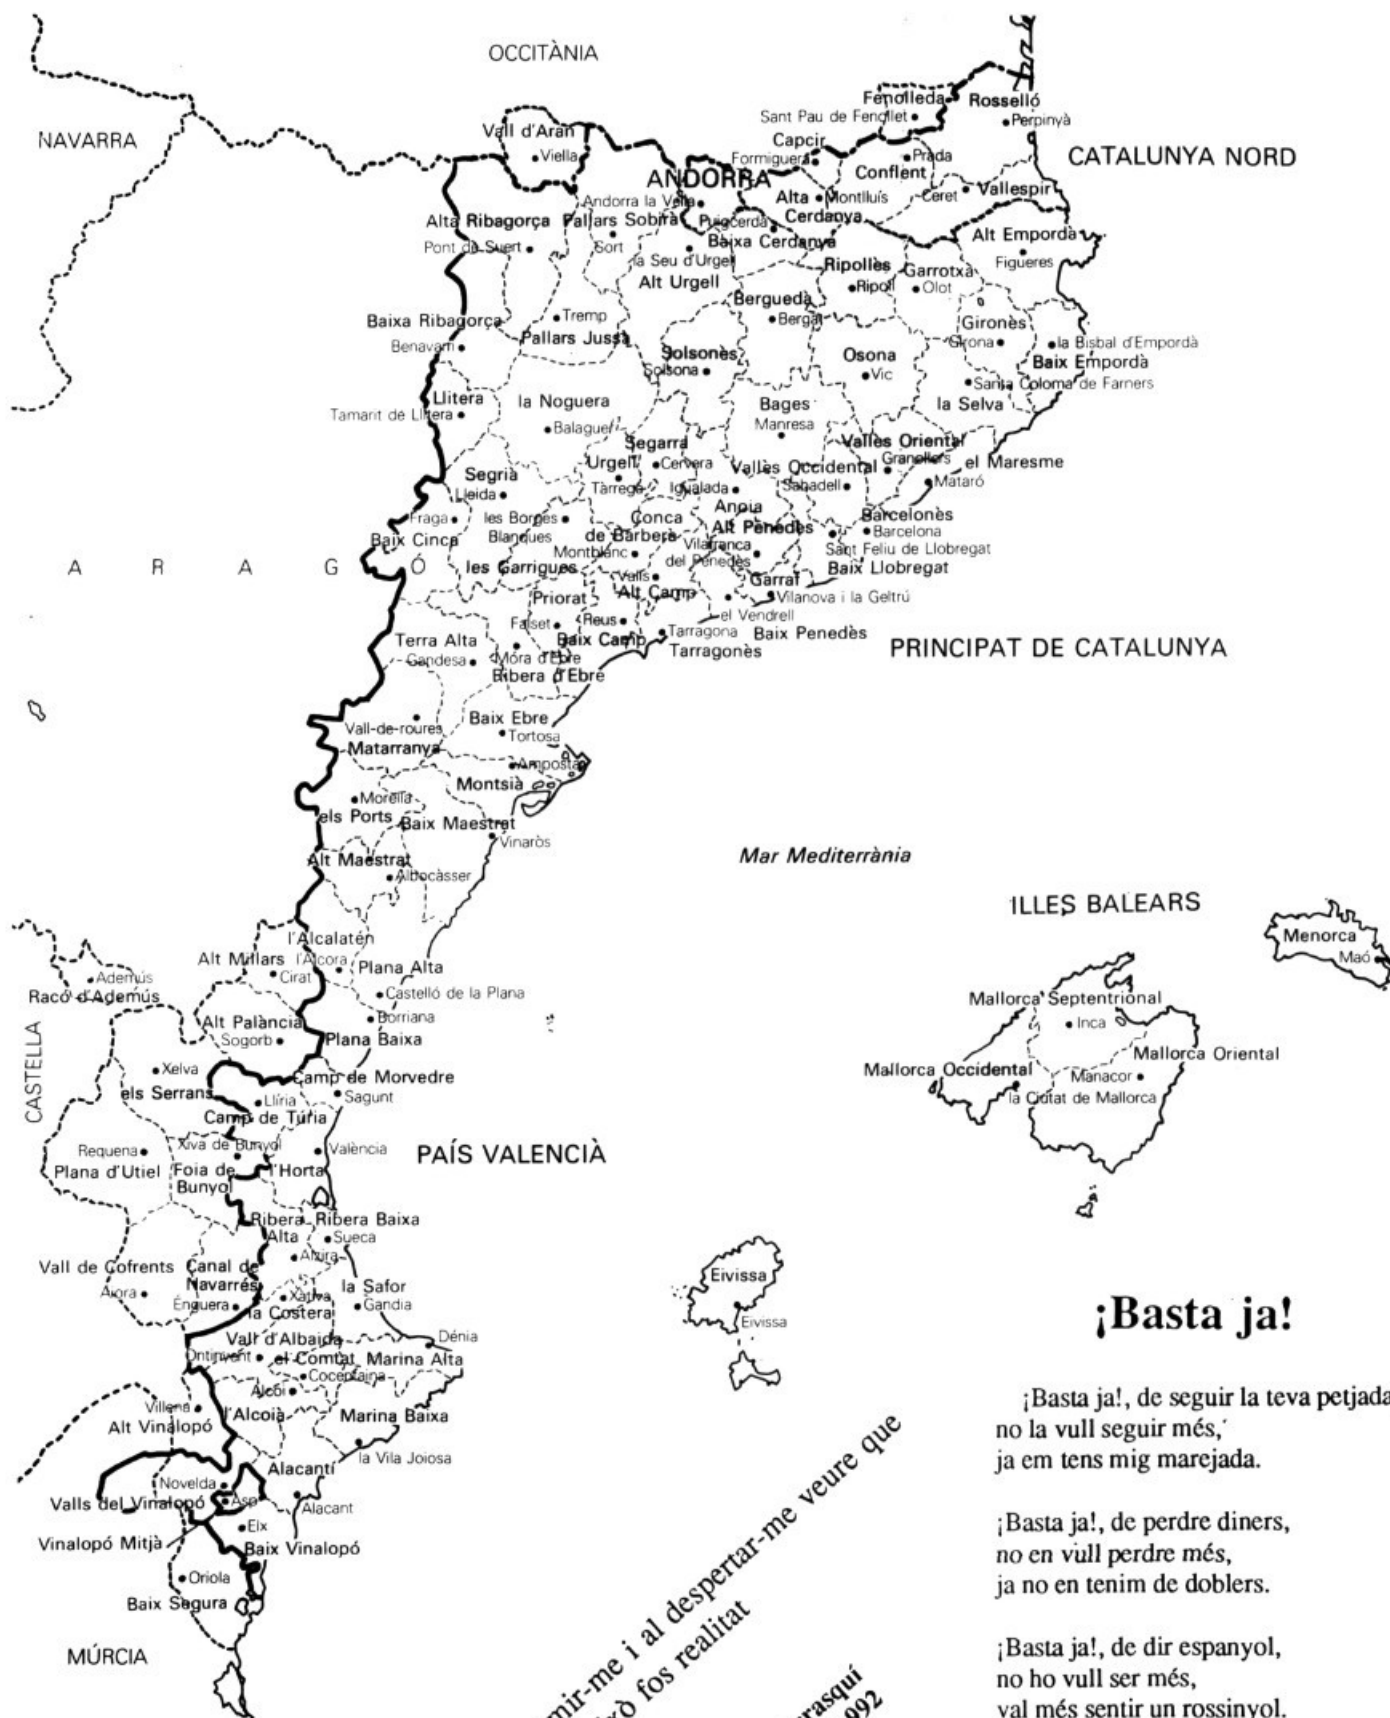 OCCITÀNIA
NAVARRA
Fenolleda
Rosselló
Sant Pau de Fenollet
Perpinyà
Vall d'Aran
Viella
Capcir
Formiguera
Prada
Conflent
CATALUNYA NORD
ANDORRA
Andorra la Vella
Alta Cerdanya
Montlluís
Ceret
Vallespir
Alta Ribagorça
Pallars Sobirà
Puigcerdà
Baixa Cerdanya
Pont de Suert
Sort
la Seu d'Urgell
Alt Urgell
Alt Empordà
Figueres
Ripollès
Ripoll
Garrotxa
Olot
Berguedà
Berga
Baixa Ribagorça
Benavarri
Tremp
Pallars Jussà
Gironès
Girona
la Bisbal d'Empordà
Baix Empordà
Solsonès
Solsona
Osona
Vic
Santa Coloma de Farners
la Selva
Llitera
Tamarit de Llitera
la Noguera
Balaguer
Bages
Manresa
Segarra
Cervera
Urgell
Tàrrega
Vallès Oriental
Granollers
el Maresme
Mataró
Vallès Occidental
Sabadell
Igualada
Anoia
Segrià
Lleida
Fraga
Baix Cinca
les Borges
Blanques
les Garrigues
Conca
de Barberà
Montblanc
Alt Penedès
Vilafranca
del Penedès
Barcelonès
Barcelona
Sant Feliu de Llobregat
Baix Llobregat
A R A G Ó
Valls
Alt Camp
Garraf
Vilanova i la Geltrú
el Vendrell
Baix Penedès
Priorat
Falset
Reus
Baix Camp
Tarragona
Tarragonès
PRINCIPAT DE CATALUNYA
Terra Alta
Gandesa
Móra d'Ebre
Ribera d'Ebre
Vall-de-roures
Matarranya
Baix Ebre
Tortosa
Amposta
Montsià
Morella
els Ports
Baix Maestrat
Vinaròs
Alt Maestrat
Albocàsser
Mar Mediterrània
ILLES BALEARS
Menorca
Maó
Mallorca Septentrional
Inca
Mallorca Oriental
Manacor
Mallorca Occidental
la Ciutat de Mallorca
l'Alcalatén
l'Alcora
Alt Millars
Cirat
Plana Alta
Castelló de la Plana
Ademús
Racó d'Ademús
Alt Palància
Sogorb
Borriana
Plana Baixa
CASTELLA
Xelva
els Serrans
Camp de Morvedre
Sagunt
Llíria
Camp de Túria
Requena
Plana d'Utiel
Xiva de Bunyol
Foia de
Bunyol
València
l'Horta
PAÍS VALENCIÀ
Ribera Alta
Ribera Baixa
Sueca
Alzira
Vall de Cofrents
Aiora
Canal de
Navarrés
Énguera
Xàtiva
la Costera
la Safor
Gandia
Vall d'Albaida
Ontinyent
el Comtat
Cocentaina
Marina Alta
Dénia
Alcoi
l'Alcoià
Marina Baixa
la Vila Joiosa
Villena
Alt Vinalopó
Novelda
Valls del Vinalopó
Asp
Alacantí
Alacant
Vinalopó Mitjà
Elx
Baix Vinalopó
Oriola
Baix Segura
MÚRCIA
Eivissa
Eivissa
mir-me i al despertar-me veure que
xò fos realitat
rrasquí
992
¡Basta ja!
¡Basta ja!, de seguir la teva petjada
no la vull seguir més,
ja em tens mig marejada.
¡Basta ja!, de perdre diners,
no en vull perdre més,
ja no en tenim de doblers.
¡Basta ja!, de dir espanyol,
no ho vull ser més,
val més sentir un rossinyol.